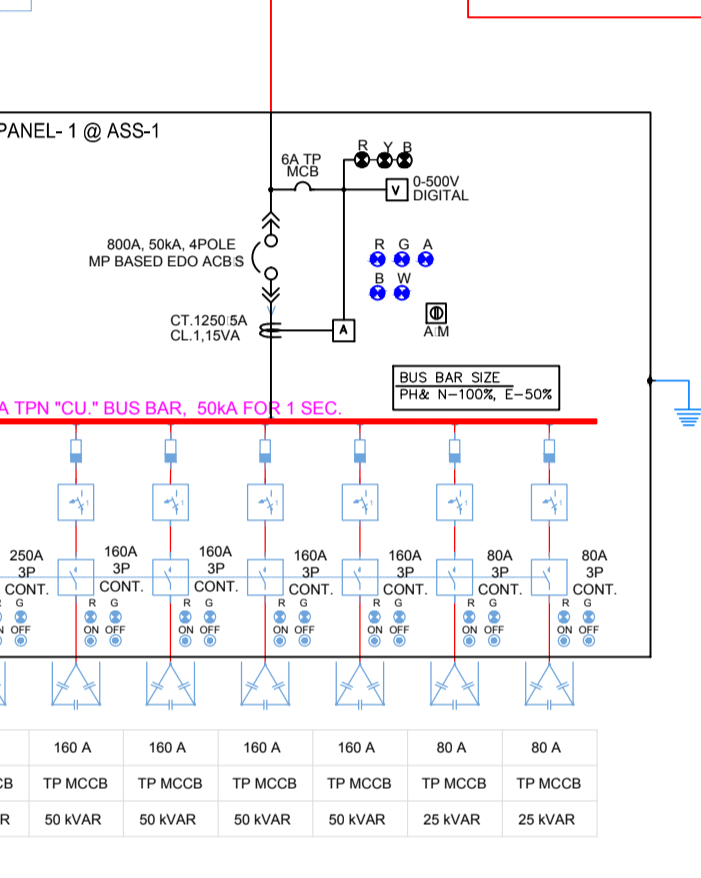 PANEL- 1 @ ASS-1
R Y B
6A TP
MCB
V
0-500V
DIGITAL
800A, 50kA, 4POLE
MP BASED EDO ACB S
R G A
B W
CT.1250 5A
CL.1,15VA
A
A M
BUS BAR SIZE
PH& N-100%, E-50%
A TPN "CU." BUS BAR, 50kA FOR 1 SEC.
250A 160A 160A 160A 160A 80A 80A
3P 3P 3P 3P 3P 3P 3P
CONT. CONT. CONT. CONT. CONT. CONT. CONT.
G R G R G R G R G R G R G
N OFF ON OFF ON OFF ON OFF ON OFF ON OFF ON OFF
160 A 160 A 160 A 160 A 80 A 80 A
CB TP MCCB TP MCCB TP MCCB TP MCCB TP MCCB TP MCCB
R 50 kVAR 50 kVAR 50 kVAR 50 kVAR 25 kVAR 25 kVAR